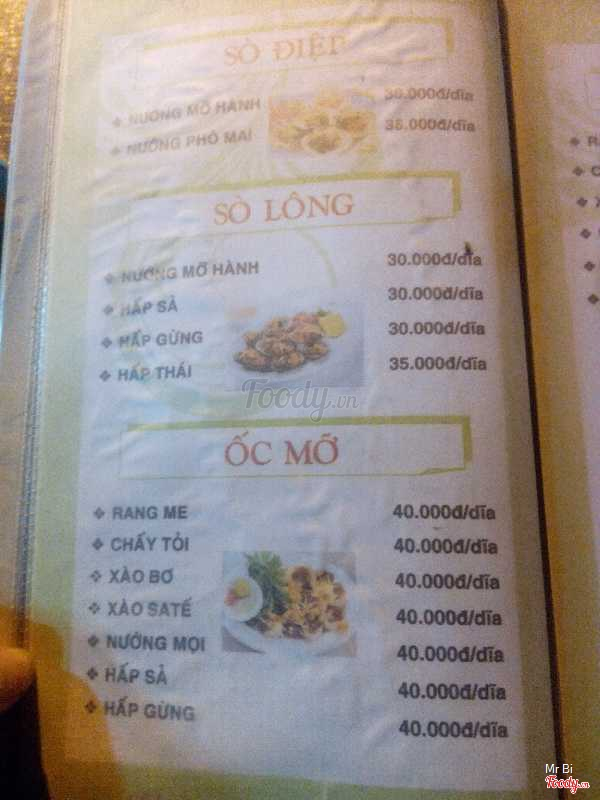 SÒ ĐIỆP
❖ NƯỚNG MỠ HÀNH 30.000đ/dĩa
❖ NƯỚNG PHÔ MAI 35.000đ/dĩa
SÒ LÔNG
❖ NƯỚNG MỠ HÀNH 30.000đ/dĩa
❖ HẤP SẢ 30.000đ/dĩa
❖ HẤP GỪNG 30.000đ/dĩa
❖ HẤP THÁI 35.000đ/dĩa
Foody.vn
ỐC MỠ
❖ RANG ME 40.000đ/dĩa
❖ CHẤY TỎI 40.000đ/dĩa
❖ XÀO BƠ 40.000đ/dĩa
❖ XÀO SATẾ 40.000đ/dĩa
❖ NƯỚNG MỌI 40.000đ/dĩa
❖ HẤP SẢ 40.000đ/dĩa
❖ HẤP GỪNG 40.000đ/dĩa
Mr Bi
Foody.vn